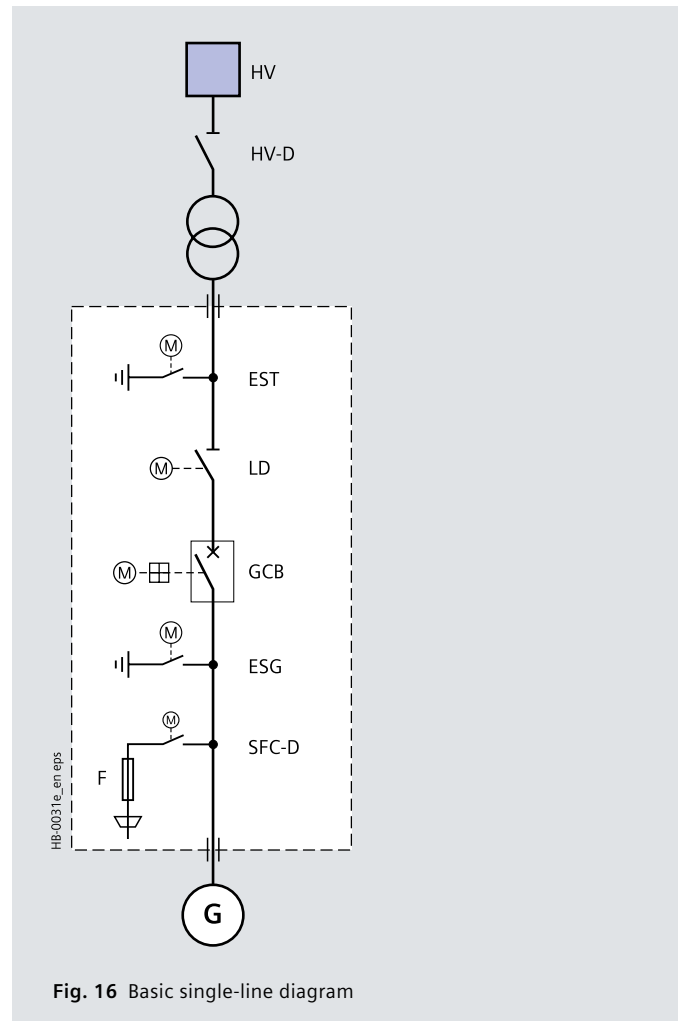 HV
HV-D
M
EST
M
LD
M
GCB
M
ESG
M
SFC-D
F
HB-0031e_en eps
G
Fig. 16 Basic single-line diagram